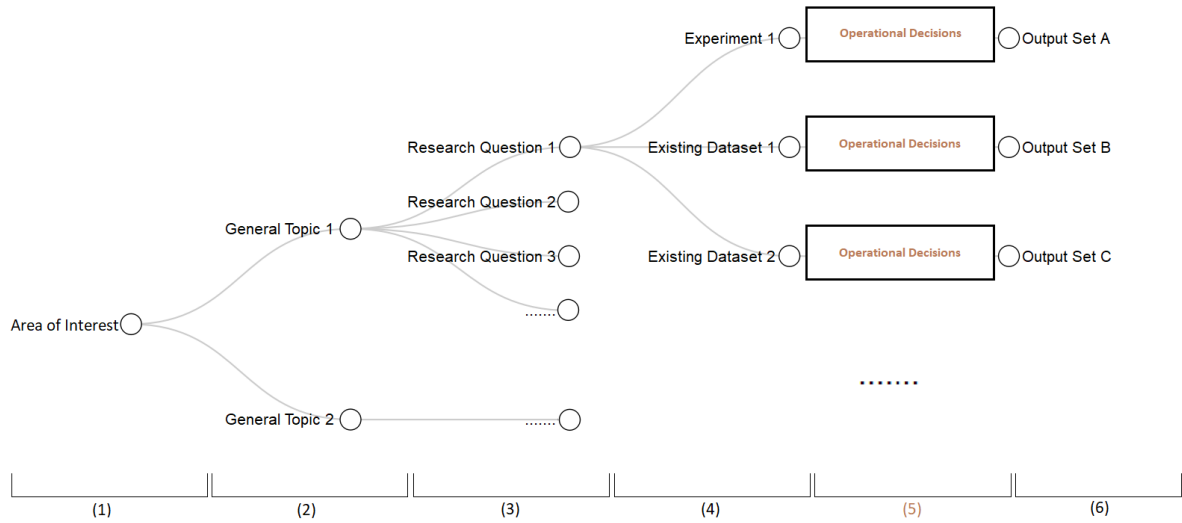 Experiment 1
Operational Decisions
Output Set A
Research Question 1
Existing Dataset 1
Operational Decisions
Output Set B
Research Question 2
General Topic 1
Research Question 3
Existing Dataset 2
Operational Decisions
Output Set C
.......
Area of Interest
.......
General Topic 2
.......
(1)
(2)
(3)
(4)
(5)
(6)